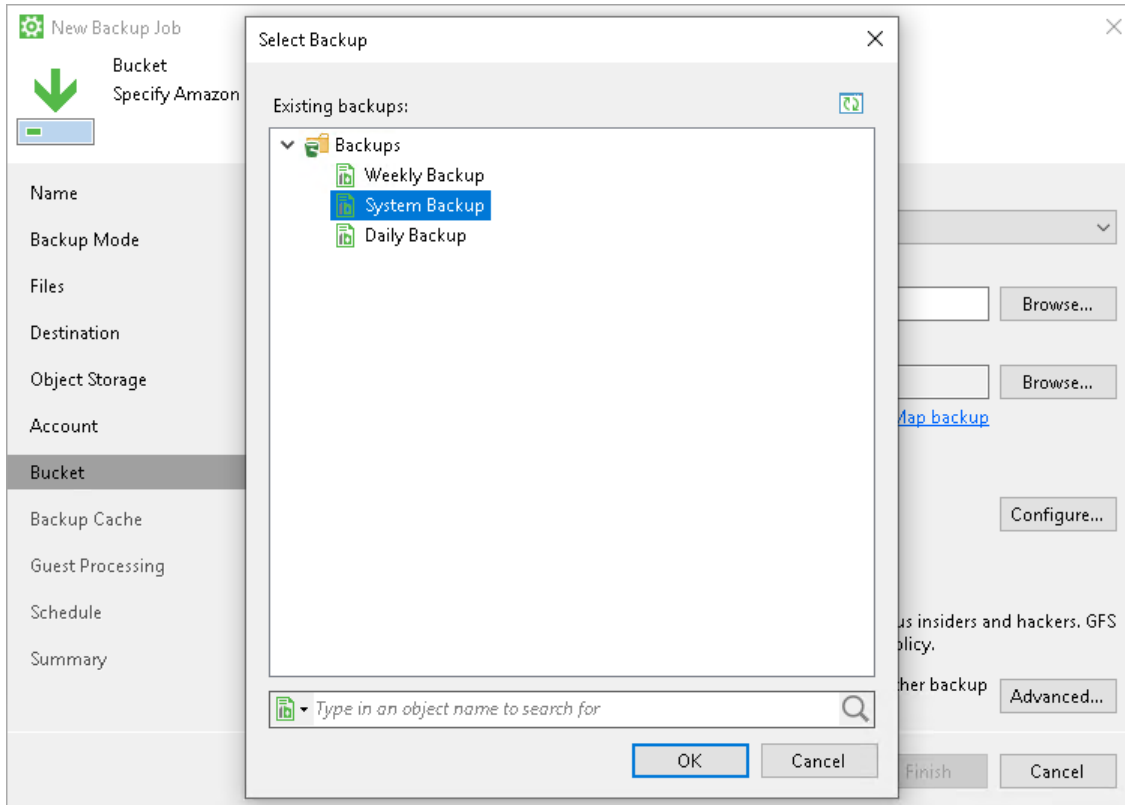 New Backup Job
Bucket
Specify Amazon
Name
Backup Mode
Files
Destination
Object Storage
Account
Bucket
Backup Cache
Guest Processing
Schedule
Summary
Select Backup
Existing backups:
Backups
Weekly Backup
System Backup
Daily Backup
Type in an object name to search for
OK Cancel
Browse...
Browse...
Map backup
Configure...
us insiders and hackers. GFS
olicy.
her backup
Advanced...
Finish Cancel